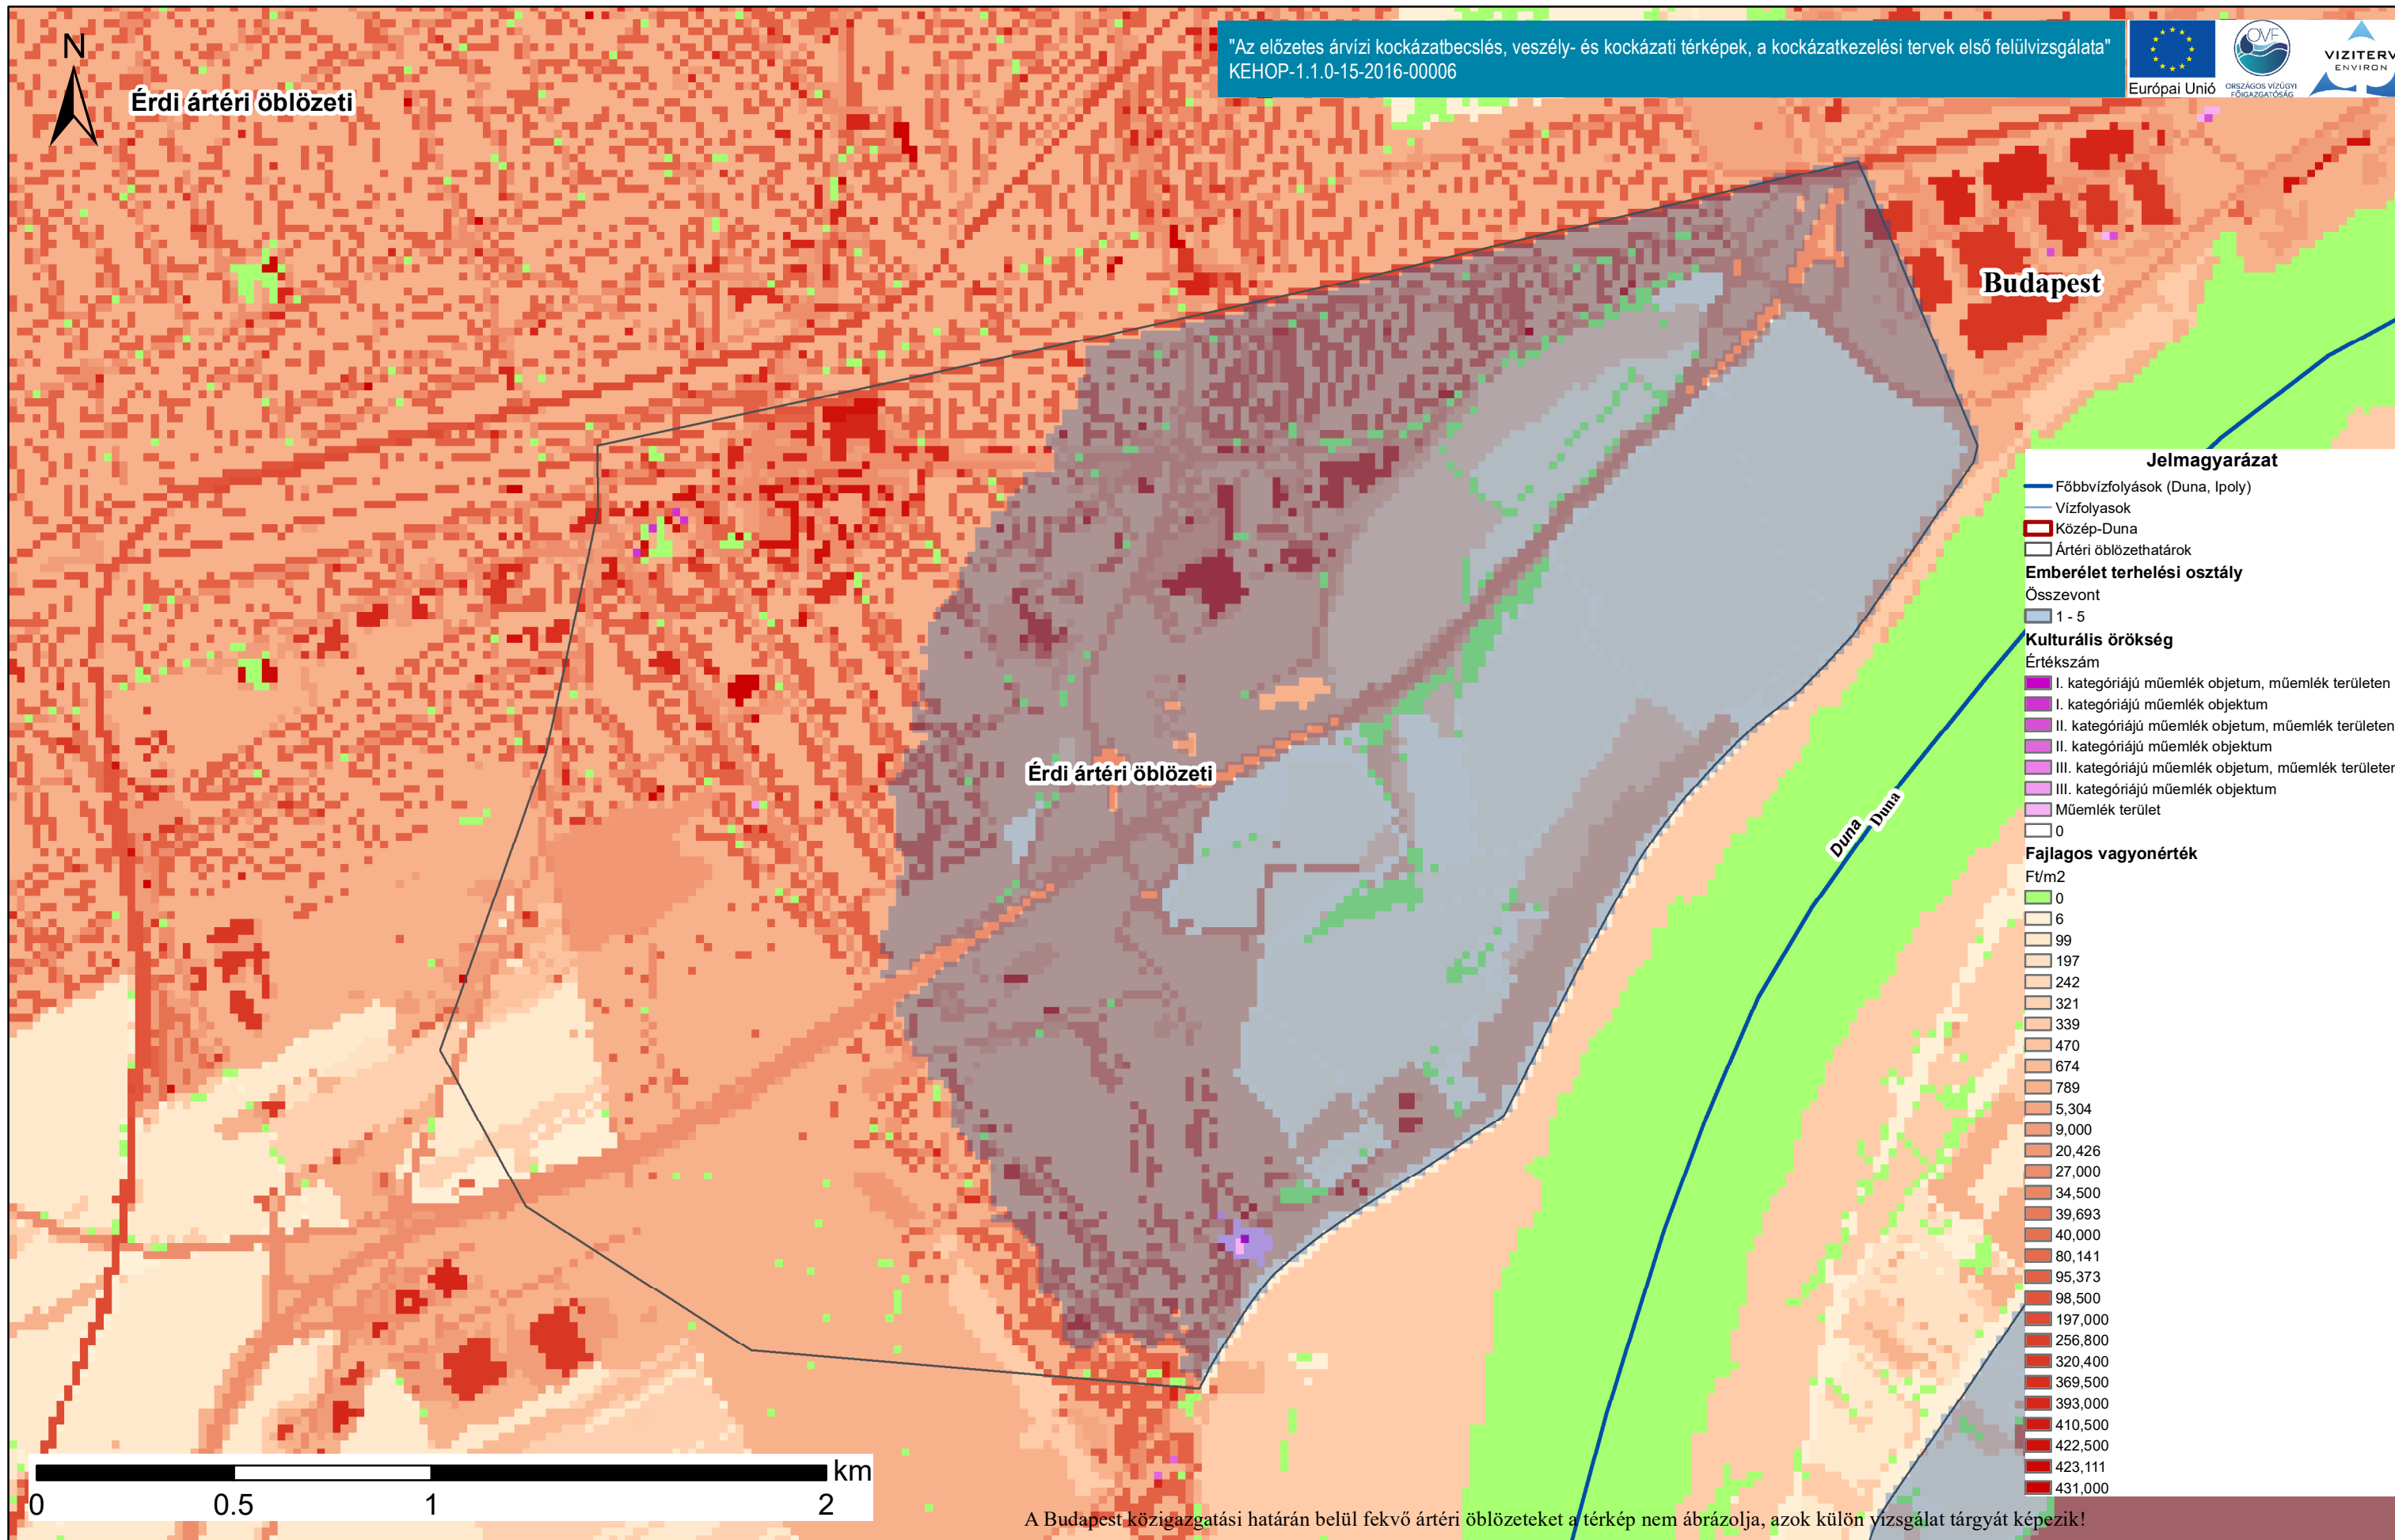 N
Érdi ártéri öblözeti
"Az előzetes árvízi kockázatbecslés, veszély- és kockázati térképek, a kockázatkezelési tervek első felülvizsgálata"
KEHOP-1.1.0-15-2016-00006
Európai Unió
OVF
ORSZÁGOS VÍZÜGYI
FŐIGAZGATÓSÁG
VIZITERV
ENVIRON
Budapest
Érdi ártéri öblözeti
Duna
Duna
Jelmagyarázat
Főbbvízfolyások (Duna, Ipoly)
Vízfolyasok
Közép-Duna
Ártéri öblözethatárok
Emberélet terhelési osztály
Összevont
1 - 5
Kulturális örökség
Értékszám
I. kategóriájú műemlék objetum, műemlék területen
I. kategóriájú műemlék objektum
II. kategóriájú műemlék objetum, műemlék területen
II. kategóriájú műemlék objektum
III. kategóriájú műemlék objetum, műemlék területen
III. kategóriájú műemlék objektum
Műemlék terület
0
Fajlagos vagyonérték
Ft/m2
0
6
99
197
242
321
339
470
674
789
5,304
9,000
20,426
27,000
34,500
39,693
40,000
80,141
95,373
98,500
197,000
256,800
320,400
369,500
393,000
410,500
422,500
423,111
431,000
km
0 0.5 1 2
A Budapest közigazgatási határán belül fekvő ártéri öblözeteket a térkép nem ábrázolja, azok külön vizsgálat tárgyát képezik!